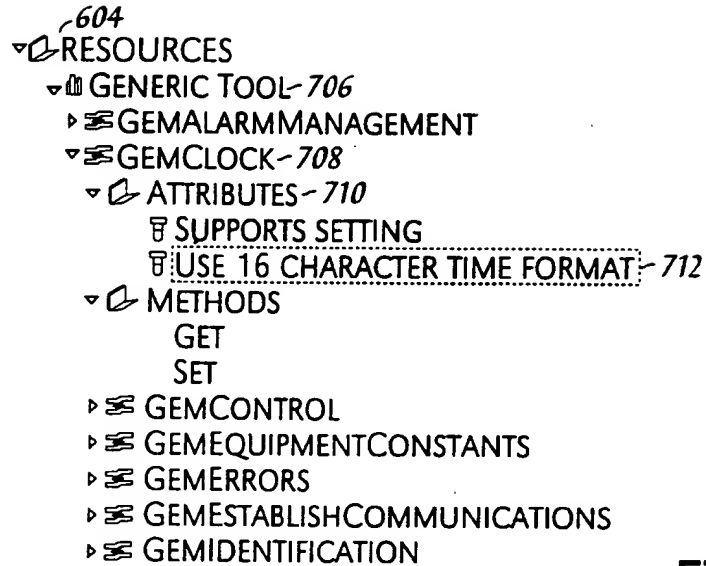 604
RESOURCES
GENERIC TOOL 706
GEMALARMMANAGEMENT
GEMCLOCK 708
ATTRIBUTES 710
SUPPORTS SETTING
USE 16 CHARACTER TIME FORMAT 712
METHODS
GET
SET
GEMCONTROL
GEMEQUIPMENTCONSTANTS
GEMERRORS
GEMESTABLISHCOMMUNICATIONS
GEMIDENTIFICATION